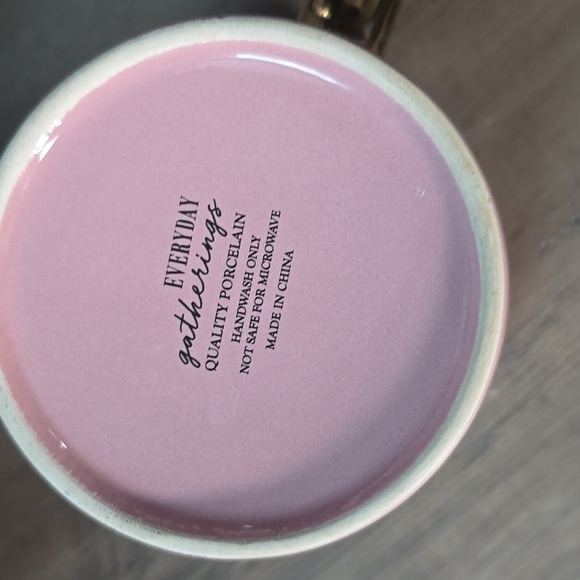 EVERYDAY
gatherings
QUALITY PORCELAIN
HANDWASH ONLY
NOT SAFE FOR MICROWAVE
MADE IN CHINA